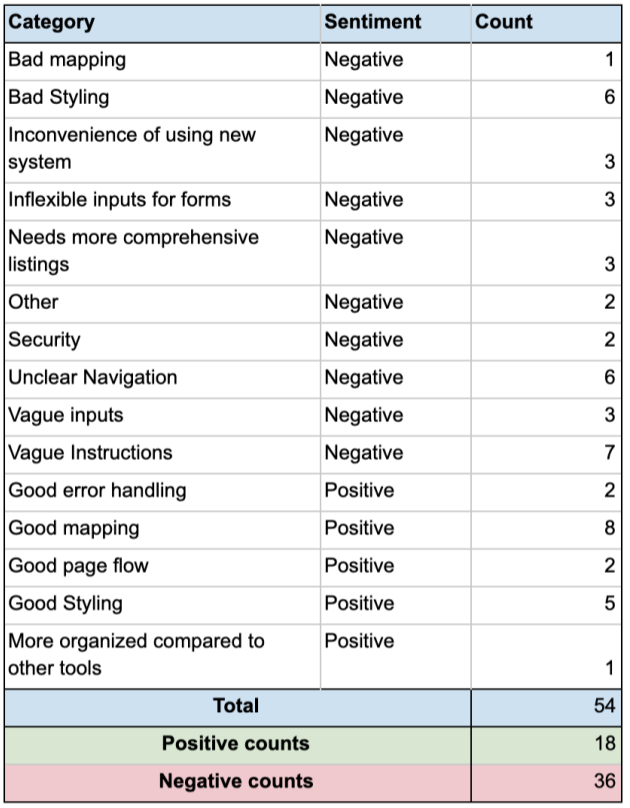 Category Sentiment Count
Bad mapping Negative 1
Bad Styling Negative 6
Inconvenience of using new Negative
system 3
Inflexible inputs for forms Negative 3
Needs more comprehensive Negative
listings 3
Other Negative 2
Security Negative 2
Unclear Navigation Negative 6
Vague inputs Negative 3
Vague Instructions Negative 7
Good error handling Positive 2
Good mapping Positive 8
Good page flow Positive 2
Good Styling Positive 5
More organized compared to Positive
other tools 1
Total 54
Positive counts 18
Negative counts 36